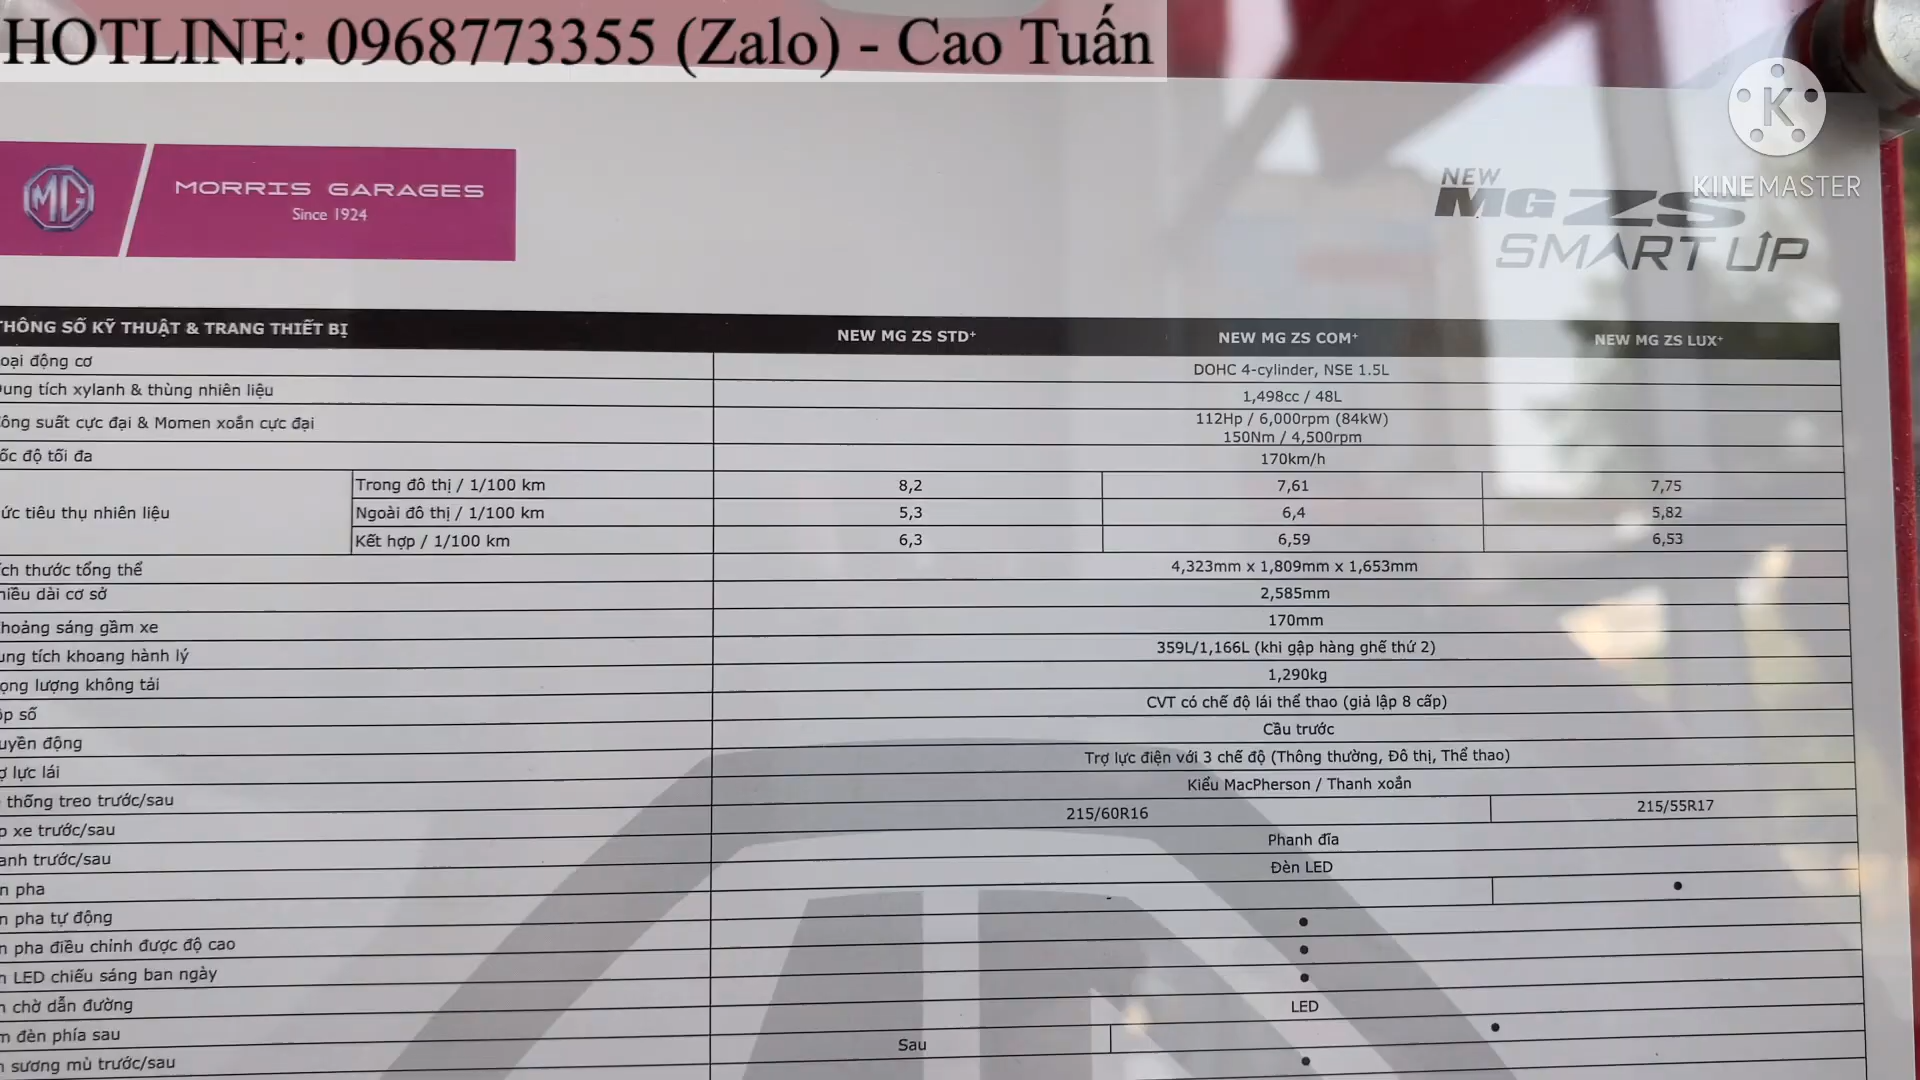 HOTLINE: 0968773355 (Zalo) - Cao Tuấn
KINEMASTER
MG
MORRIS GARAGES
Since 1924
NEW
MG ZS
SMART UP
THÔNG SỐ KỸ THUẬT & TRANG THIẾT BỊ NEW MG ZS STD+ NEW MG ZS COM+ NEW MG ZS LUX+
oại động cơ DOHC 4-cylinder, NSE 1.5L
ung tích xylanh & thùng nhiên liệu 1,498cc / 48L
ông suất cực đại & Momen xoắn cực đại 112Hp / 6,000rpm (84kW)
150Nm / 4,500rpm
ốc độ tối đa 170km/h
ức tiêu thụ nhiên liệu
Trong đô thị / 1/100 km 8,2 7,61 7,75
Ngoài đô thị / 1/100 km 5,3 6,4 5,82
Kết hợp / 1/100 km 6,3 6,59 6,53
ích thước tổng thể 4,323mm x 1,809mm x 1,653mm
hiều dài cơ sở 2,585mm
hoảng sáng gầm xe 170mm
ung tích khoang hành lý 359L/1,166L (khi gập hàng ghế thứ 2)
ọng lượng không tải 1,290kg
ộp số CVT có chế độ lái thể thao (giả lập 8 cấp)
uyền động Cầu trước
ợ lực lái Trợ lực điện với 3 chế độ (Thông thường, Đô thị, Thể thao)
thống treo trước/sau Kiểu MacPherson / Thanh xoắn
p xe trước/sau 215/60R16 215/55R17
anh trước/sau Phanh đĩa
n pha Đèn LED
n pha tự động - •
n pha điều chỉnh được độ cao •
n LED chiếu sáng ban ngày •
n chờ dẫn đường •
m đèn phía sau LED
n sương mù trước/sau Sau •
•